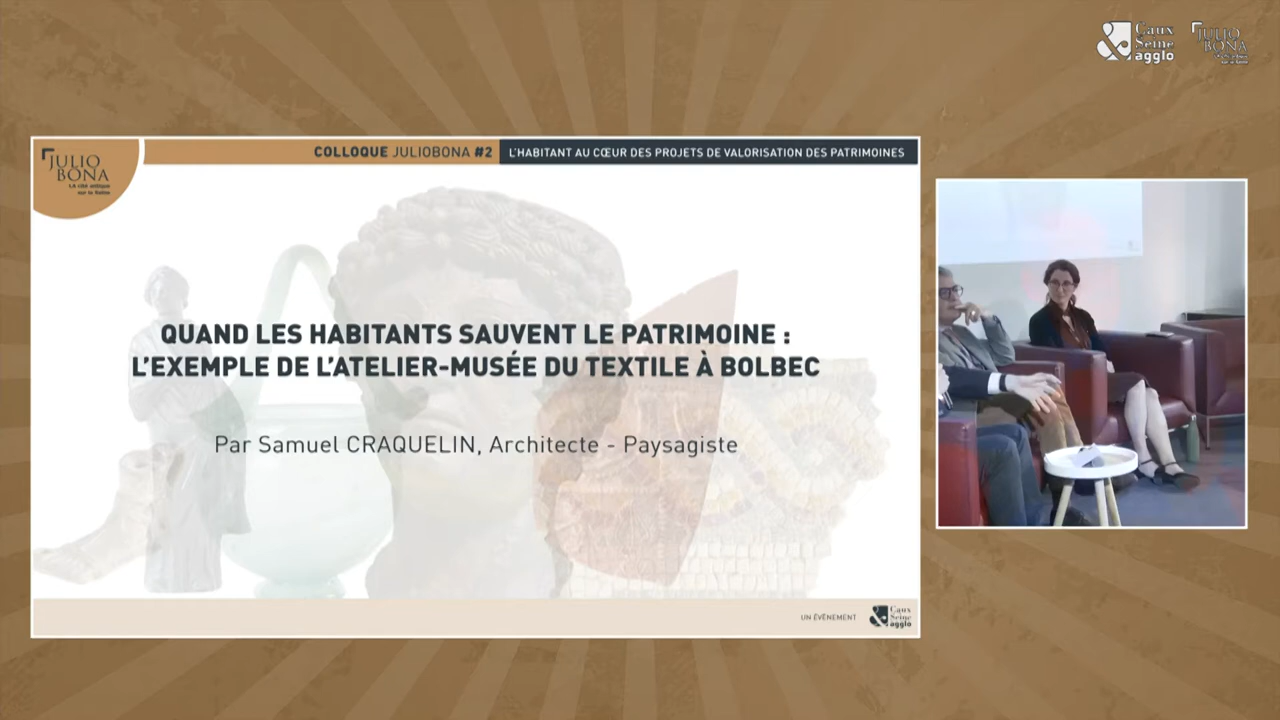 Caux
Seine
agglo
JULIO
BONA
JULIO
BONA
LA cité antique
sur la Seine
COLLOQUE JULIOBONA #2
L'HABITANT AU CŒUR DES PROJETS DE VALORISATION DES PATRIMOINES
QUAND LES HABITANTS SAUVENT LE PATRIMOINE :
L'EXEMPLE DE L'ATELIER-MUSÉE DU TEXTILE À BOLBEC
Par Samuel CRAQUELIN, Architecte - Paysagiste
UN ÉVÉNEMENT
Caux
Seine
agglo